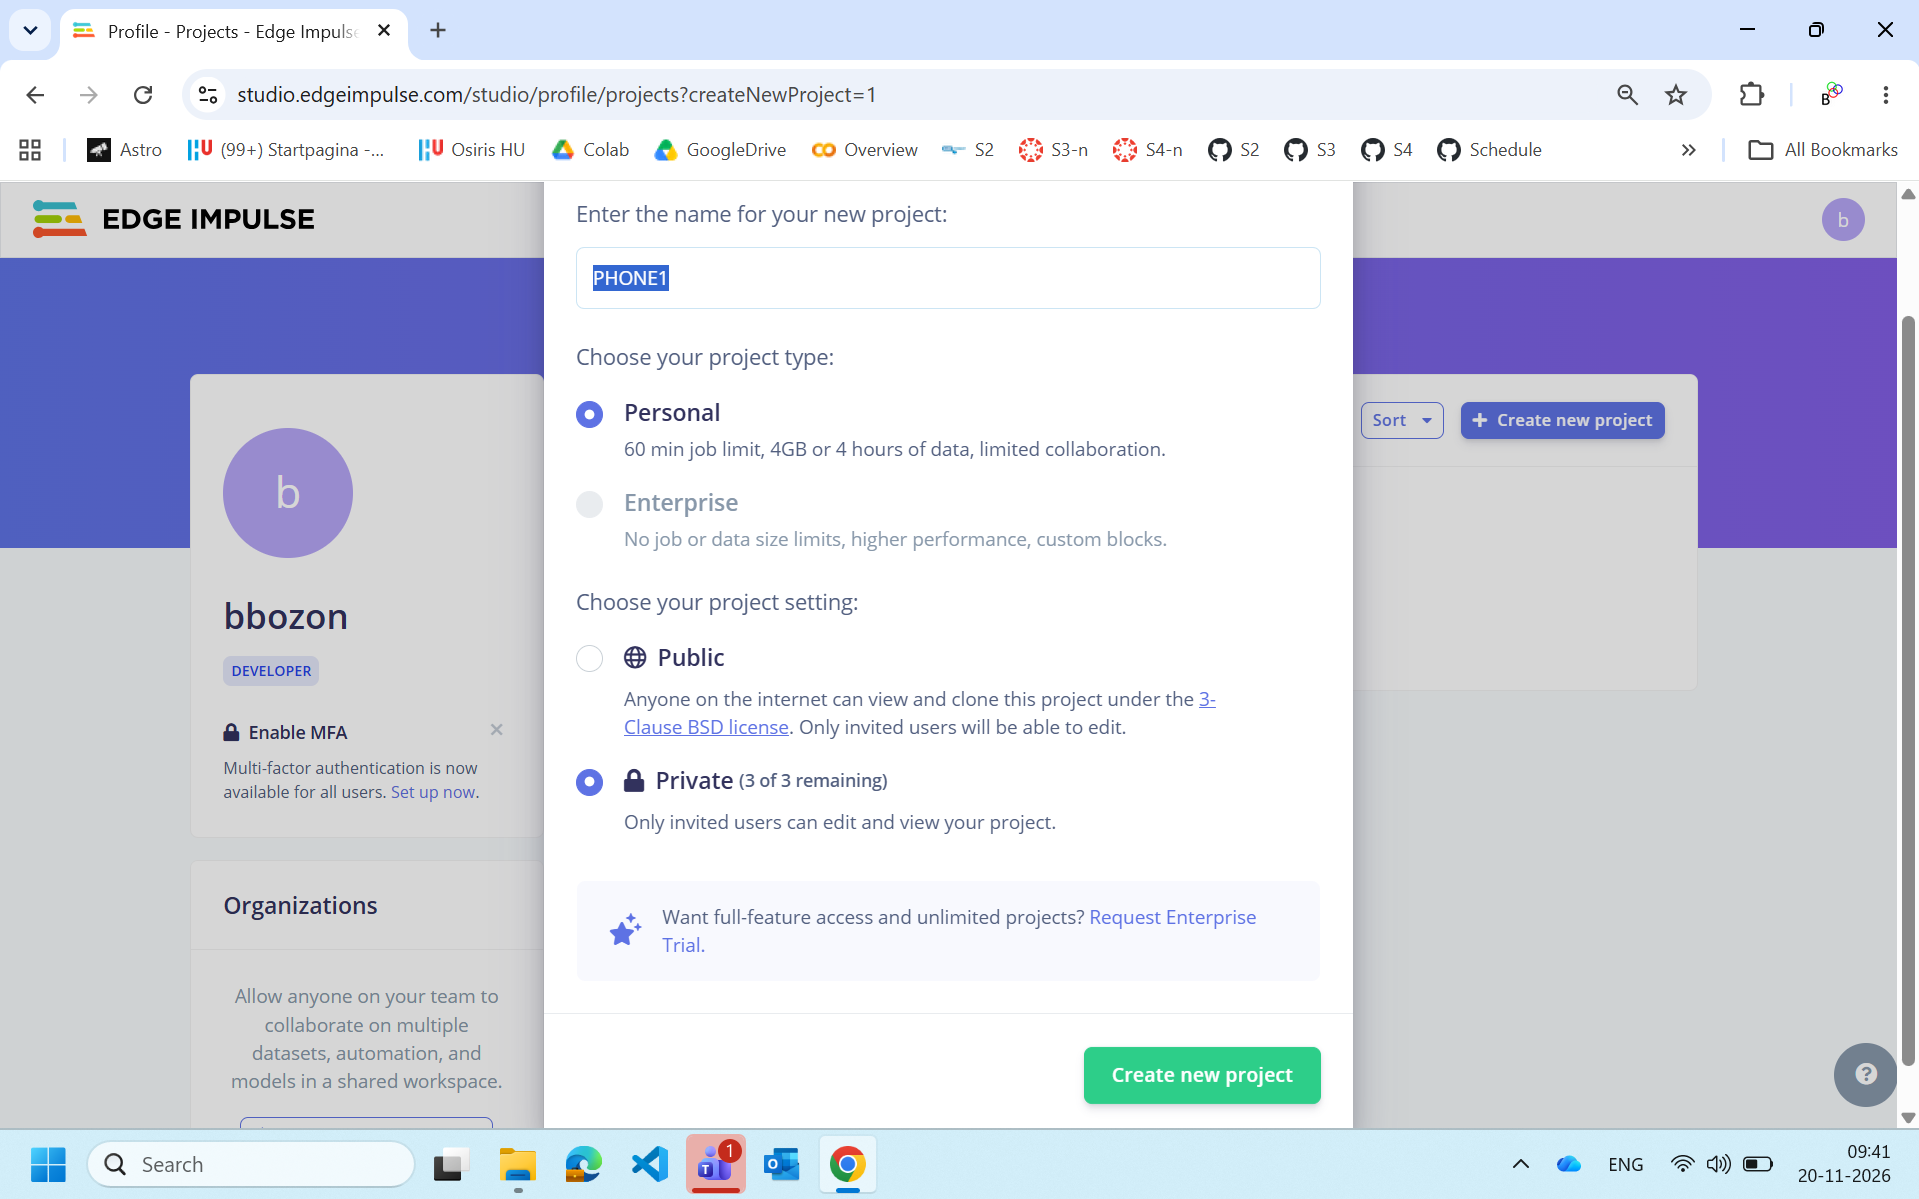 Profile - Projects - Edge Impulse
studio.edgeimpulse.com/studio/profile/projects?createNewProject=1
B
Astro
(99+) Startpagina -...
Osiris HU
Colab
GoogleDrive
Overview
S2
S3-n
S4-n
S2
S3
S4
Schedule
All Bookmarks
EDGE IMPULSE
b
Enter the name for your new project:
PHONE1
Choose your project type:
Personal
60 min job limit, 4GB or 4 hours of data, limited collaboration.
Enterprise
No job or data size limits, higher performance, custom blocks.
Choose your project setting:
Public
Anyone on the internet can view and clone this project under the 3-
Clause BSD license. Only invited users will be able to edit.
Private (3 of 3 remaining)
Only invited users can edit and view your project.
Want full-feature access and unlimited projects? Request Enterprise
Trial.
Create new project
Sort
+ Create new project
b
bbozon
DEVELOPER
Enable MFA
Multi-factor authentication is now
available for all users. Set up now.
Organizations
Allow anyone on your team to
collaborate on multiple
datasets, automation, and
models in a shared workspace.
?
Search
1
ENG
09:41
20-11-2026